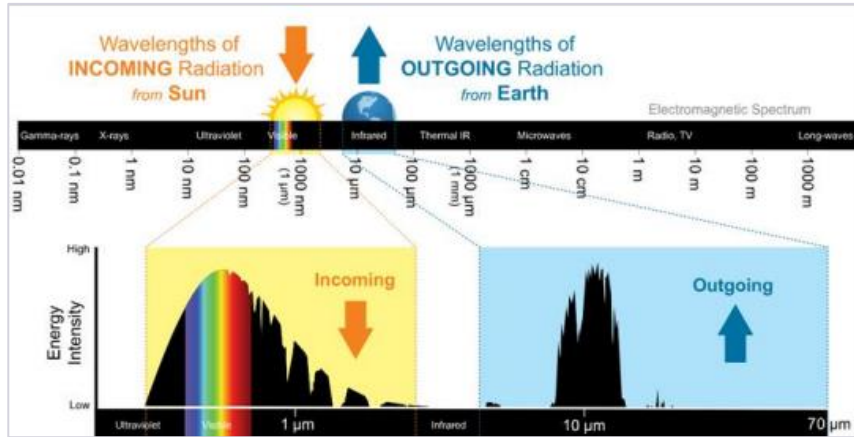 Wavelengths of
INCOMING Radiation
from Sun
Wavelengths of
OUTGOING Radiation
from Earth
Electromagnetic Spectrum
Gamma-rays X-rays Ultraviolet Visible Infrared Thermal IR Microwaves Radio, TV Long-waves
0.01 nm 0.1 nm 1 nm 10 nm 100 nm 1000 nm (1 μm) 10 μm 100 μm 1000 μm (1 mm) 1 cm 10 cm 1 m 10 m 100 m 1000 m
High
Energy
Intensity
Low
Incoming
Outgoing
Ultraviolet Visible 1 μm Infrared 10 μm 70 μm